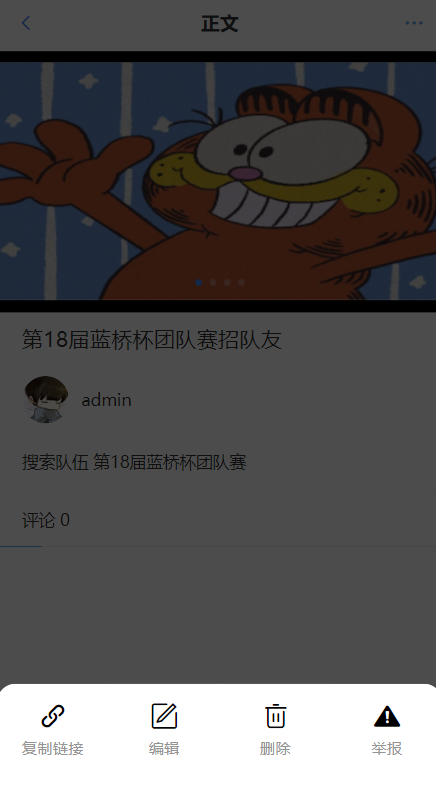 正文
第18届蓝桥杯团队赛招队友
admin
搜索队伍 第18届蓝桥杯团队赛
评论 0
复制链接 编辑 删除 举报